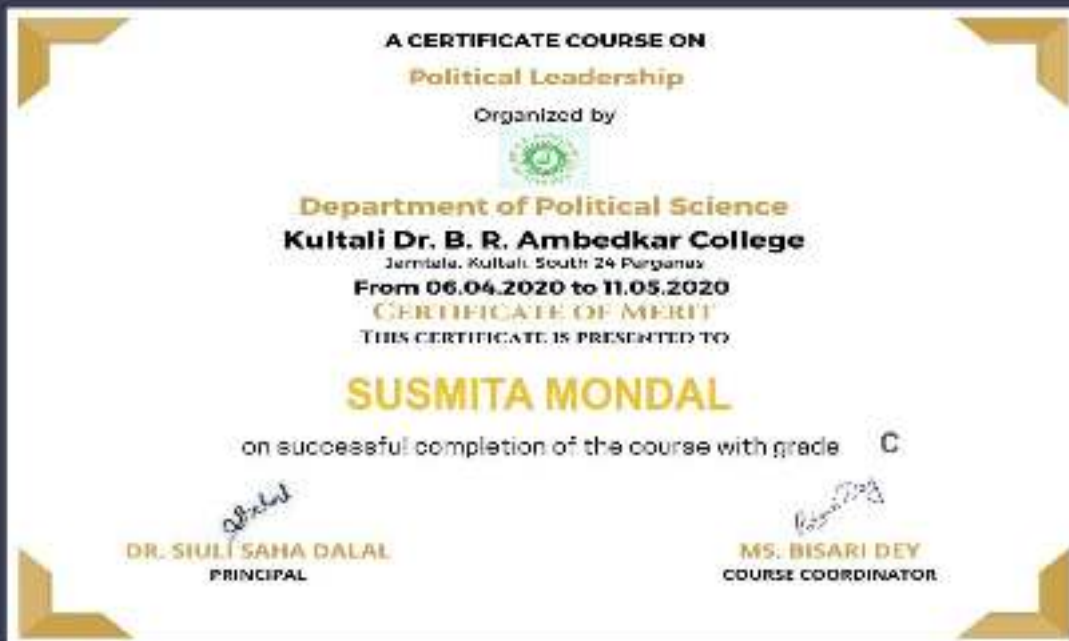 A CERTIFICATE COURSE ON
Political Leadership
Organized by
Department of Political Science
Kultali Dr. B. R. Ambedkar College
Jamtala, Kultali, South 24 Parganas
From 06.04.2020 to 11.05.2020
CERTIFICATE OF MERIT
THIS CERTIFICATE IS PRESENTED TO
SUSMITA MONDAL
on successful completion of the course with grade C
DR. SIULI SAHA DALAL
PRINCIPAL
MS. BISARI DEY
COURSE COORDINATOR